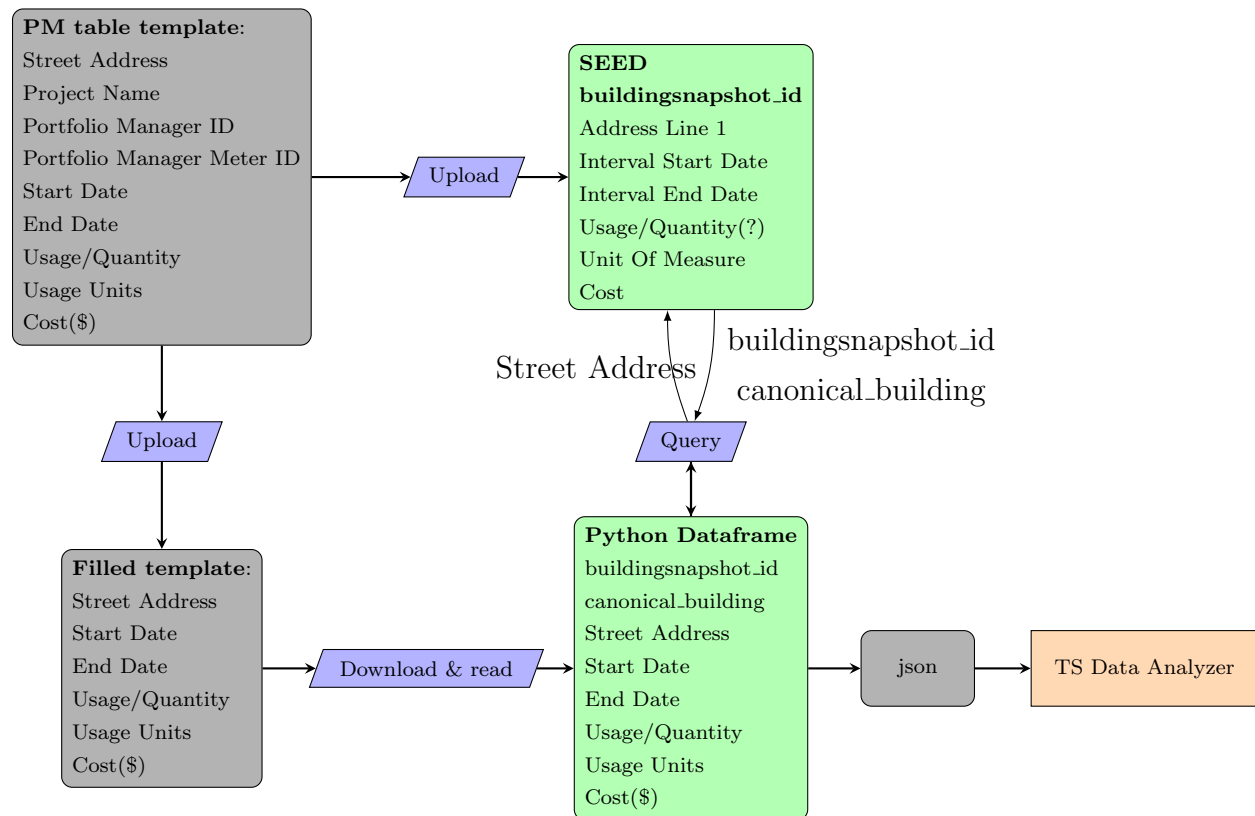 PM table template:
Street Address
Project Name
Portfolio Manager ID
Portfolio Manager Meter ID
Start Date
End Date
Usage/Quantity
Usage Units
Cost($)
Upload
SEED
buildingsnapshot_id
Address Line 1
Interval Start Date
Interval End Date
Usage/Quantity(?)
Unit Of Measure
Cost
Street Address
buildingsnapshot_id
canonical_building
Upload
Query
Filled template:
Street Address
Start Date
End Date
Usage/Quantity
Usage Units
Cost($)
Download & read
Python Dataframe
buildingsnapshot_id
canonical_building
Street Address
Start Date
End Date
Usage/Quantity
Usage Units
Cost($)
json
TS Data Analyzer